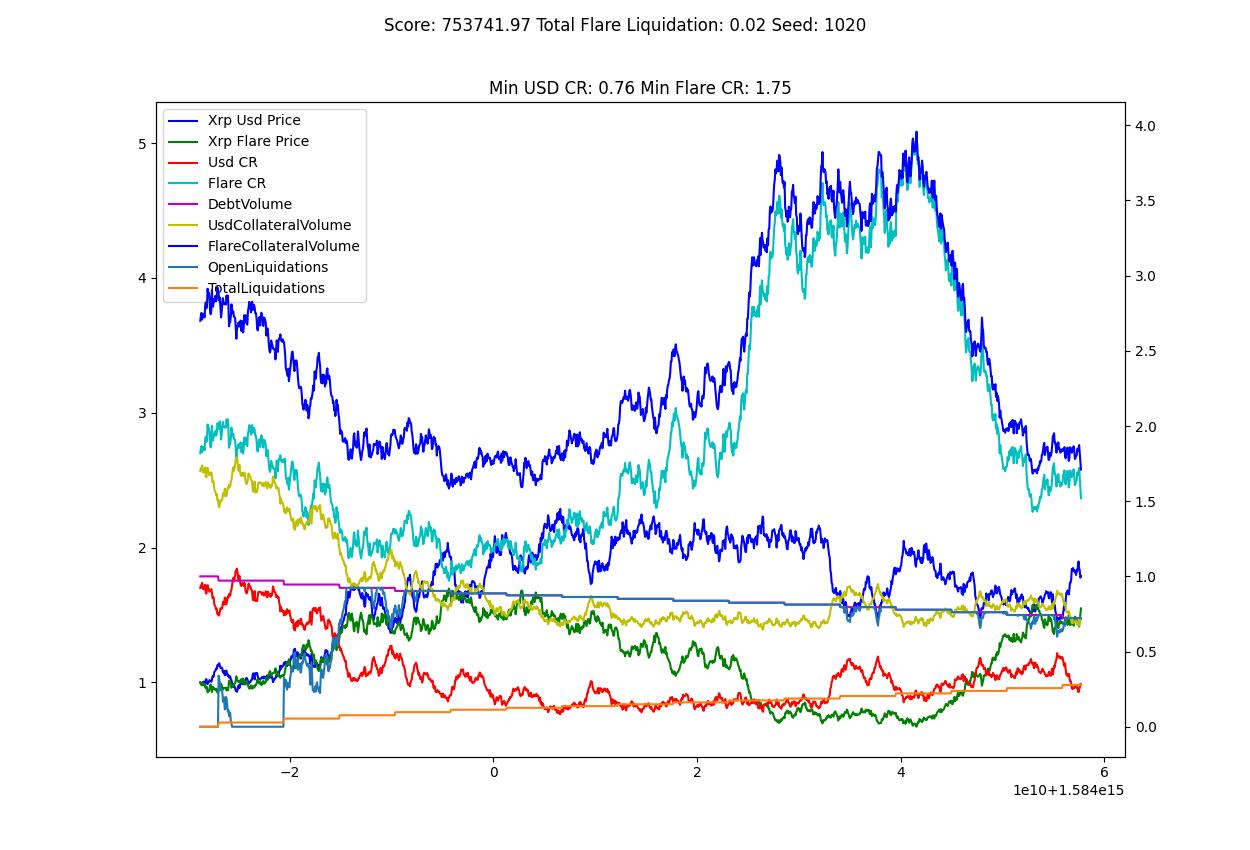 Score: 753741.97 Total Flare Liquidation: 0.02 Seed: 1020
Min USD CR: 0.76 Min Flare CR: 1.75
Xrp Usd Price
Xrp Flare Price
Usd CR
Flare CR
DebtVolume
UsdCollateralVolume
FlareCollateralVolume
OpenLiquidations
TotalLiquidations
5
4
3
2
1
4.0
3.5
3.0
2.5
2.0
1.5
1.0
0.5
0.0
−2 0 2 4 6
1e10+1.584e15